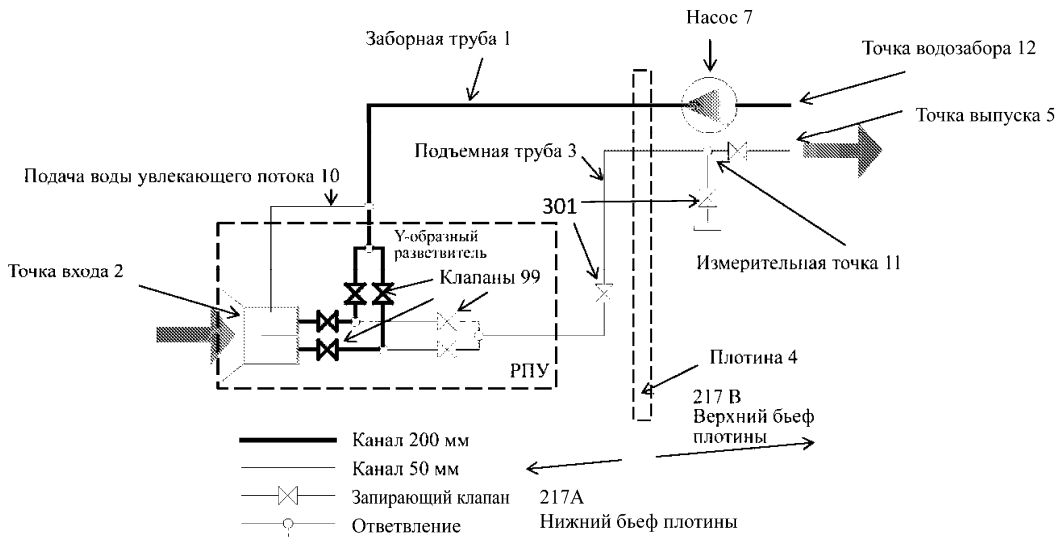 Насос 7
Заборная труба 1
Точка водозабора 12
Точка выпуска 5
Подъемная труба 3
Подача воды увлекающего потока 10
301
Y-образный
разветвитель
Измерительная точка 11
Точка входа 2
Клапаны 99
РПУ
Плотина 4
217 В
Верхний бьеф
плотины
Канал 200 мм
Канал 50 мм
Запирающий клапан
217А
Нижний бьеф плотины
Ответвление